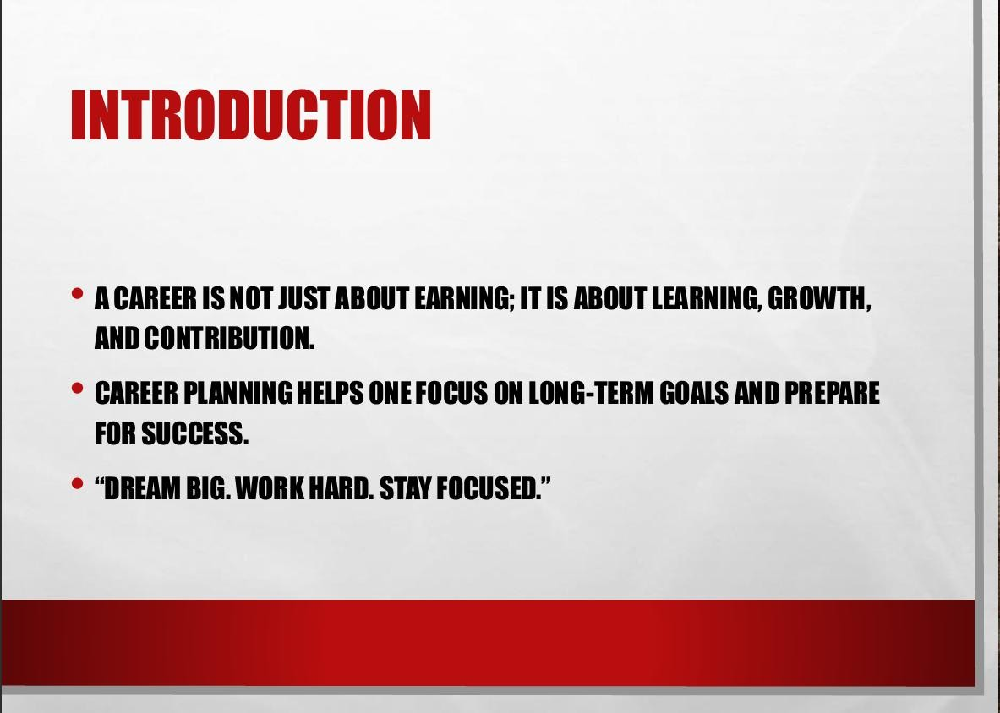 INTRODUCTION
• A CAREER IS NOT JUST ABOUT EARNING; IT IS ABOUT LEARNING, GROWTH,
AND CONTRIBUTION.
• CAREER PLANNING HELPS ONE FOCUS ON LONG-TERM GOALS AND PREPARE
FOR SUCCESS.
• “DREAM BIG. WORK HARD. STAY FOCUSED.”